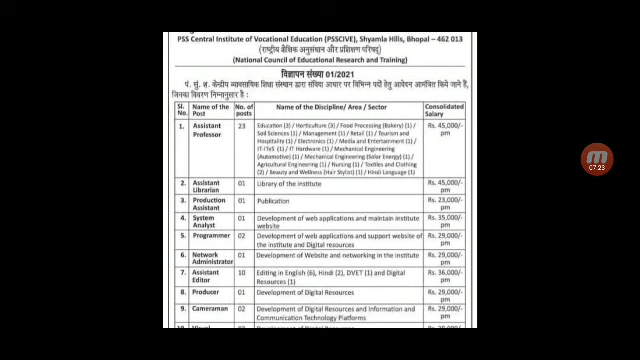 PSS Central Institute of Vocational Education (PSSCIVE), Shyamla Hills, Bhopal – 462 013
(राष्ट्रीय शैक्षिक अनुसंधान और प्रशिक्षण परिषद्)
(National Council of Educational Research and Training)
विज्ञापन संख्या 01/2021
पं. सुं. श. केन्द्रीय व्यावसायिक शिक्षा संस्थान द्वारा संविदा आधार पर विभिन्न पदों हेतु आवेदन आमंत्रित किये जाते हैं,
जिनका विवरण निम्नानुसार है :
Sl. No. Name of the Post No. of posts Name of the Discipline/ Area / Sector Consolidated Salary
1. Assistant Professor 23 Education (3) / Horticulture (3) / Food Processing (Bakery) (1) /
Soil Sciences (1) / Management (1) / Retail (1) / Tourism and
Hospitality (1) / Electronics (1) / Media and Entertainment (1) /
IT-ITeS (1) / IT Hardware (1) / Mechanical Engineering
(Automotive) (1) / Mechanical Engineering (Solar Energy) (1) /
Agricultural Engineering (1) / Nursing (1) / Textiles and Clothing
(2) / Beauty and Wellness (Hair Stylist) (1) / Hindi Language (1)
Rs. 45,000/- pm
2. Assistant Librarian 01 Library of the institute Rs. 45,000/- pm
3. Production Assistant 01 Publication Rs. 23,000/- pm
4. System Analyst 01 Development of web applications and maintain institute website Rs. 35,000/- pm
5. Programmer 02 Development of web applications and support website of the institute and Digital resources Rs. 29,000/- pm
6. Network Administrator 01 Development of Website and networking in the institute Rs. 29,000/- pm
7. Assistant Editor 10 Editing in English (6), Hindi (2), DVET (1) and Digital Resources (1) Rs. 36,000/- pm
8. Producer 01 Development of Digital Resources Rs. 29,000/- pm
9. Cameraman 02 Development of Digital Resources and Information and Communication Technology Platforms Rs. 29,000/- pm
07:23